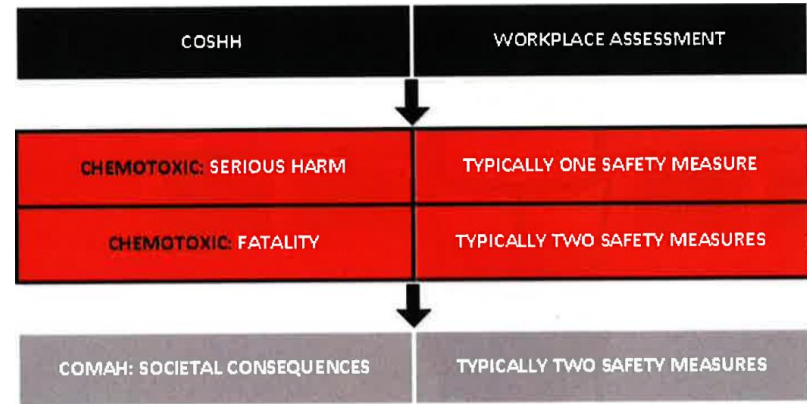 COSHH WORKPLACE ASSESSMENT
CHEMOTOXIC: SERIOUS HARM TYPICALLY ONE SAFETY MEASURE
CHEMOTOXIC: FATALITY TYPICALLY TWO SAFETY MEASURES
COMAH: SOCIETAL CONSEQUENCES TYPICALLY TWO SAFETY MEASURES